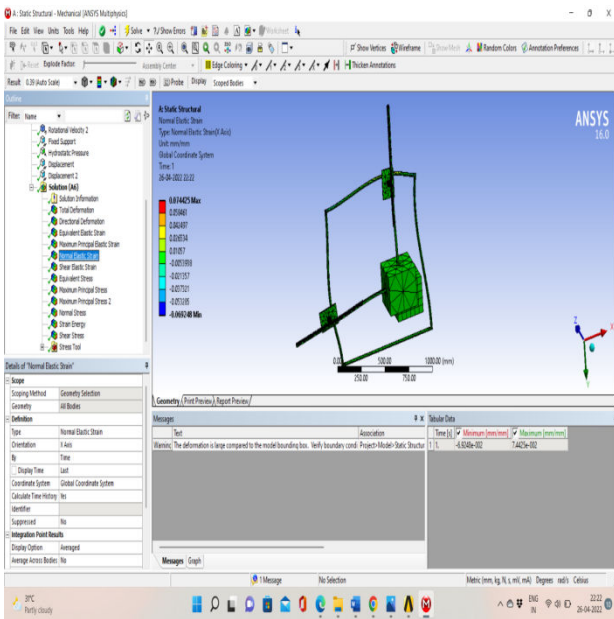 A : Static Structural - Mechanical [ANSYS Multiphysics]
File Edit View Units Tools Help Solve ?/Show Errors Worksheet
Show Vertices Wireframe Show Mesh Random Colors Annotation Preferences
Reset Explode Factor: Assembly Center Edge Coloring Thicken Annotations
Result 0.39 (Auto Scale) Probe Display Scoped Bodies
Outline
Filter: Name
Rotational Velocity 2
Fixed Support
Hydrostatic Pressure
Displacement
Displacement 2
Solution (A6)
Solution Information
Total Deformation
Directional Deformation
Equivalent Elastic Strain
Maximum Principal Elastic Strain
Normal Elastic Strain
Shear Elastic Strain
Equivalent Stress
Maximum Principal Stress
Maximum Principal Stress 2
Normal Stress
Strain Energy
Shear Stress
Stress Tool
A: Static Structural
Normal Elastic Strain
Type: Normal Elastic Strain(X Axis)
Unit: mm/mm
Global Coordinate System
Time: 1
26-04-2022 22:22
0.074425 Max
0.058461
0.042497
0.026534
0.01057
-0.0053938
-0.021357
-0.037321
-0.053285
-0.069248 Min
ANSYS
16.0
0.00 500.00 1000.00 (mm)
250.00 750.00
Z
X
Y
Geometry Print Preview Report Preview
Details of "Normal Elastic Strain"
Scope
Scoping Method Geometry Selection
Geometry All Bodies
Definition
Type Normal Elastic Strain
Orientation X Axis
By Time
Display Time Last
Coordinate System Global Coordinate System
Calculate Time History Yes
Identifier
Suppressed No
Integration Point Results
Display Option Averaged
Average Across Bodies No
Messages
Text Association
Warning The deformation is large compared to the model bounding box. Verify boundary condi Project>Model>Static Structur
Messages Graph
Tabular Data
Time [s] Minimum [mm/mm] Maximum [mm/mm]
1 1. -6.9248e-002 7.4425e-002
1 Message No Selection Metric (mm, kg, N, s, mV, mA) Degrees rad/s Celsius
31°C
Partly cloudy
ENG
IN
22:22
26-04-2022